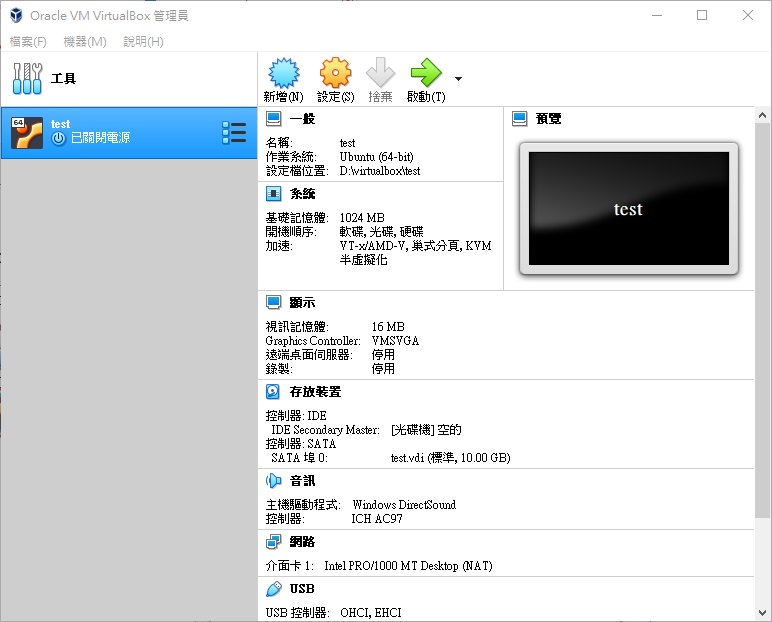 Oracle VM VirtualBox 管理員
檔案(F) 機器(M) 說明(H)
工具
新增(N) 設定(S) 捨棄 啟動(T)
64
test
已關閉電源
一般
名稱: test
作業系統: Ubuntu (64-bit)
設定檔位置: D:\virtualbox\test
預覽
test
系統
基礎記憶體: 1024 MB
開機順序: 軟碟, 光碟, 硬碟
加速: VT-x/AMD-V, 巢式分頁, KVM
半虛擬化
顯示
視訊記憶體: 16 MB
Graphics Controller: VMSVGA
遠端桌面伺服器: 停用
錄製: 停用
存放裝置
控制器: IDE
IDE Secondary Master: [光碟機] 空的
控制器: SATA
SATA 埠 0: test.vdi (標準, 10.00 GB)
音訊
主機驅動程式: Windows DirectSound
控制器: ICH AC97
網路
介面卡 1: Intel PRO/1000 MT Desktop (NAT)
USB
USB 控制器: OHCI, EHCI